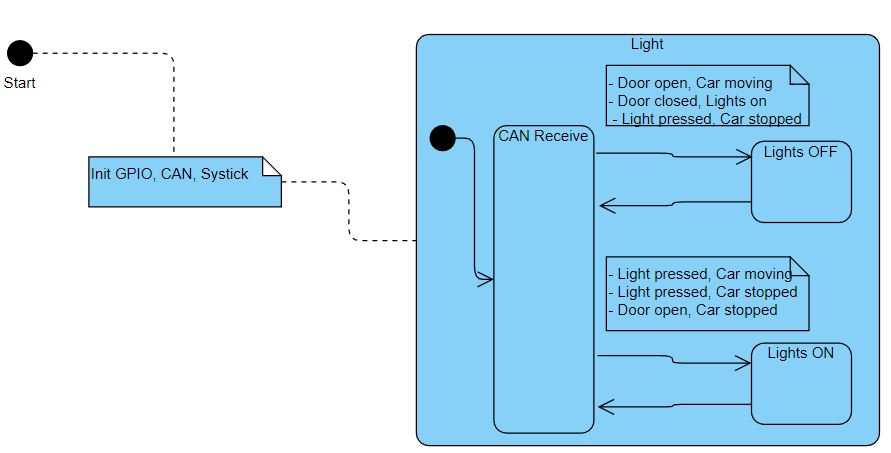 Light
Start
- Door open, Car moving
- Door closed, Lights on
- Light pressed, Car stopped
CAN Receive
Lights OFF
Init GPIO, CAN, Systick
- Light pressed, Car moving
- Light pressed, Car stopped
- Door open, Car stopped
Lights ON